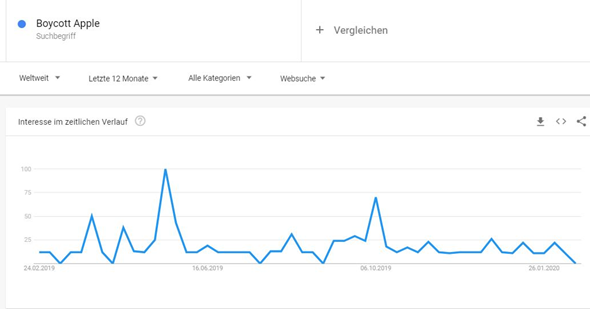 Boycott Apple
Suchbegriff
+ Vergleichen
Weltweit
Letzte 12 Monate
Alle Kategorien
Websuche
Interesse im zeitlichen Verlauf
100
75
50
25
24.02.2019
16.06.2019
06.10.2019
26.01.2020